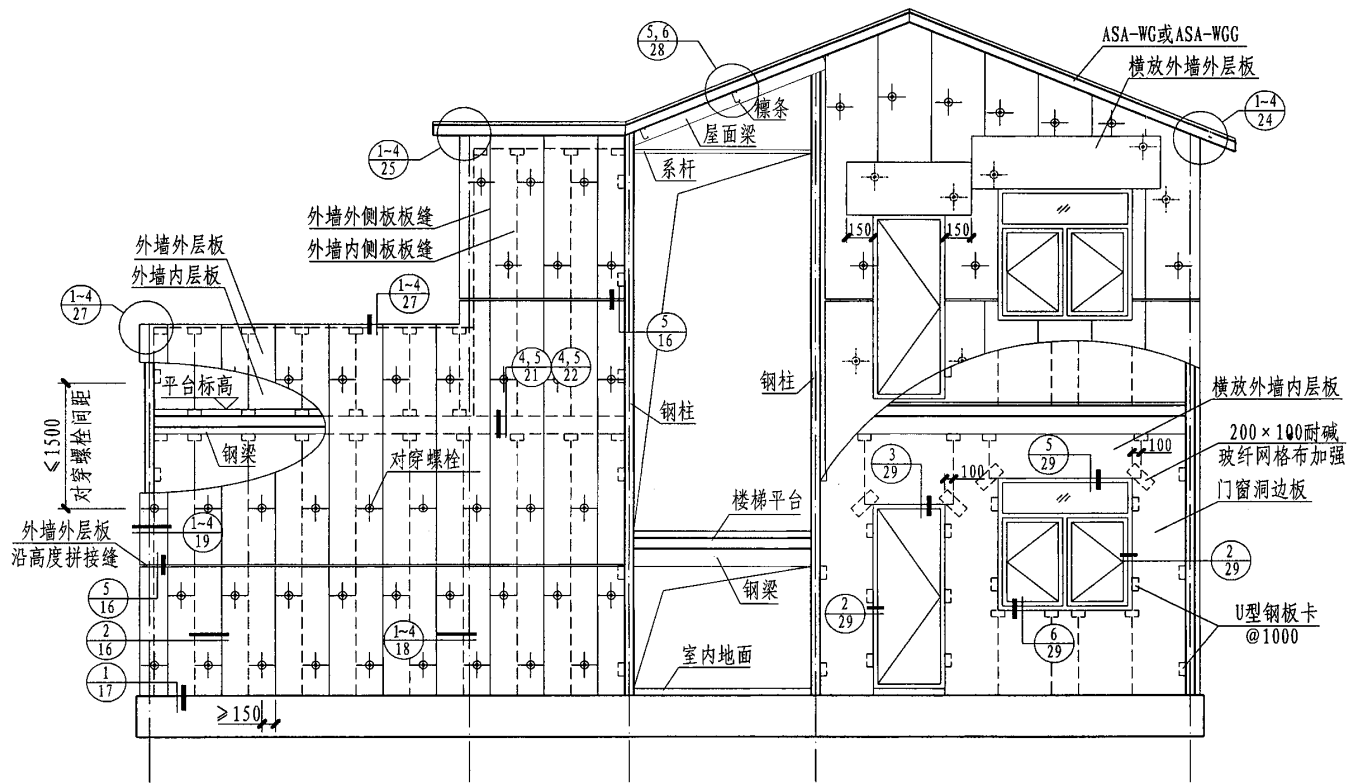 5,6
28
ASA-WG或ASA-WGG
横放外墙外层板
1~4
24
檩条
屋面梁
系杆
1~4
25
外墙外侧板板缝
外墙内侧板板缝
150
150
外墙外层板
外墙内层板
1~4
27
1~4
27
5
16
4,5
21
4,5
22
平台标高
钢柱
钢柱
横放外墙内层板
≤1500
对穿螺栓间距
钢梁
对穿螺栓
3
29
5
29
100
100
200×100耐碱
玻纤网格布加强
门窗洞边板
楼梯平台
外墙外层板
沿高度拼接缝
1~4
19
钢梁
2
29
5
16
2
16
1~4
18
2
29
6
29
U型钢板卡
@1000
室内地面
1
17
≥150